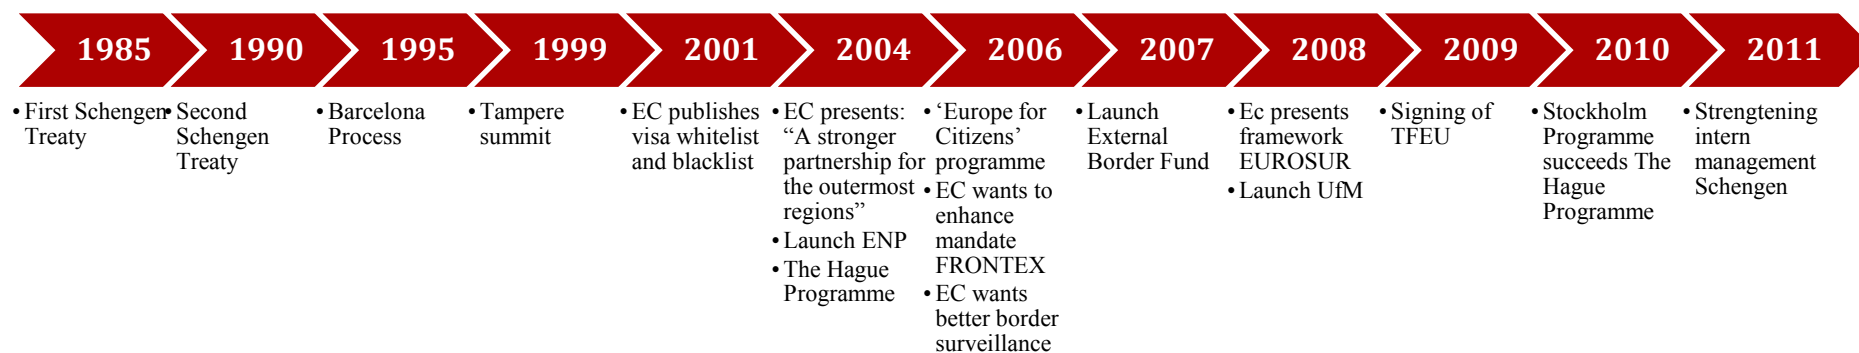 1985
1990
1995
1999
2001
2004
2006
2007
2008
2009
2010
2011
• First Schengen
Treaty
• Second
Schengen
Treaty
• Barcelona
Process
• Tampere
summit
• EC publishes
visa whitelist
and blacklist
• EC presents:
“A stronger
partnership for
the outermost
regions”
• Launch ENP
• The Hague
Programme
• ‘Europe for
Citizens’
programme
• EC wants to
enhance
mandate
FRONTEX
• EC wants
better border
surveillance
• Launch
External
Border Fund
• Ec presents
framework
EUROSUR
• Launch UfM
• Signing of
TFEU
• Stockholm
Programme
succeeds The
Hague
Programme
• Strengtening
intern
management
Schengen